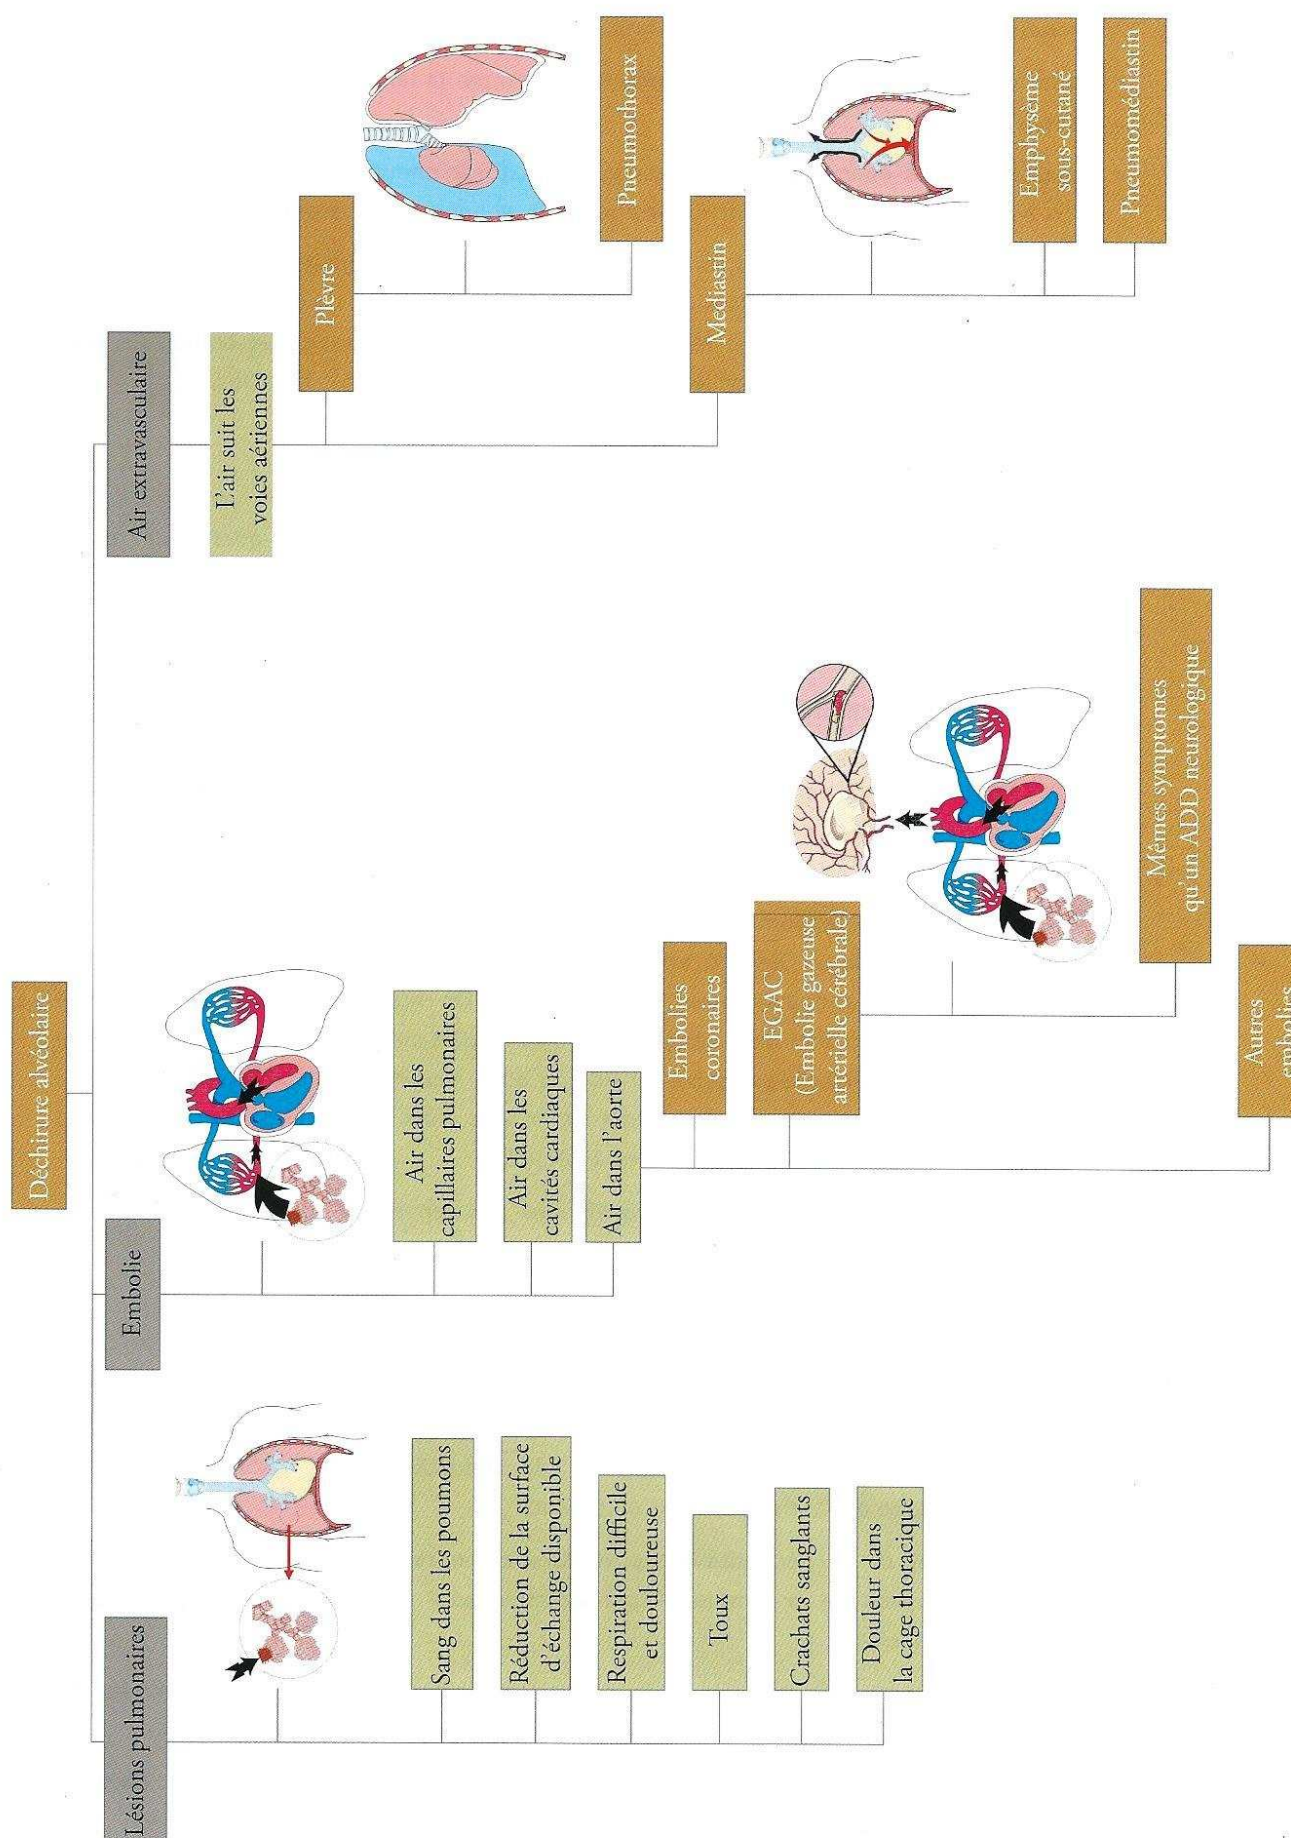 Déchirure alvéolaire
Lésions pulmonaires
Sang dans les poumons
Réduction de la surface
d'échange disponible
Respiration difficile
et douloureuse
Toux
Crachats sanglants
Douleur dans
la cage thoracique
Embolie
Air dans les
capillaires pulmonaires
Air dans les
cavités cardiaques
Air dans l'aorte
Embolies
coronaires
EGAC
(Embolie gazeuse
artérielle cérébrale)
Mêmes symptomes
qu'un ADD neurologique
Autres
embolies
Air extravasculaire
L'air suit les
voies aériennes
Plèvre
Pneumothorax
Mediastin
Emphysème
sous-cutané
Pneumomédiastin